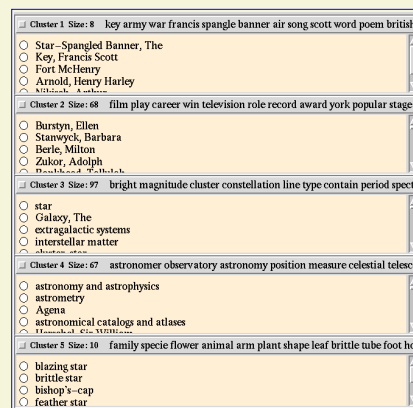 Cluster 1 Size: 8 key army war francis spangle banner air song scott word poem british
Star-Spangled Banner, The
Key, Francis Scott
Fort McHenry
Arnold, Henry Harley
Cluster 2 Size: 68 film play career win television role record award york popular stage
Burstyn, Ellen
Stanwyck, Barbara
Berle, Milton
Zukor, Adolph
Cluster 3 Size: 97 bright magnitude cluster constellation line type contain period spect
star
Galaxy, The
extragalactic systems
interstellar matter
Cluster 4 Size: 67 astronomer observatory astronomy position measure celestial telesc
astronomy and astrophysics
astrometry
Agena
astronomical catalogs and atlases
Herschel, Sir William
Cluster 5 Size: 10 family specie flower animal arm plant shape leaf brittle tube foot ho
blazing star
brittle star
bishop's-cap
feather star